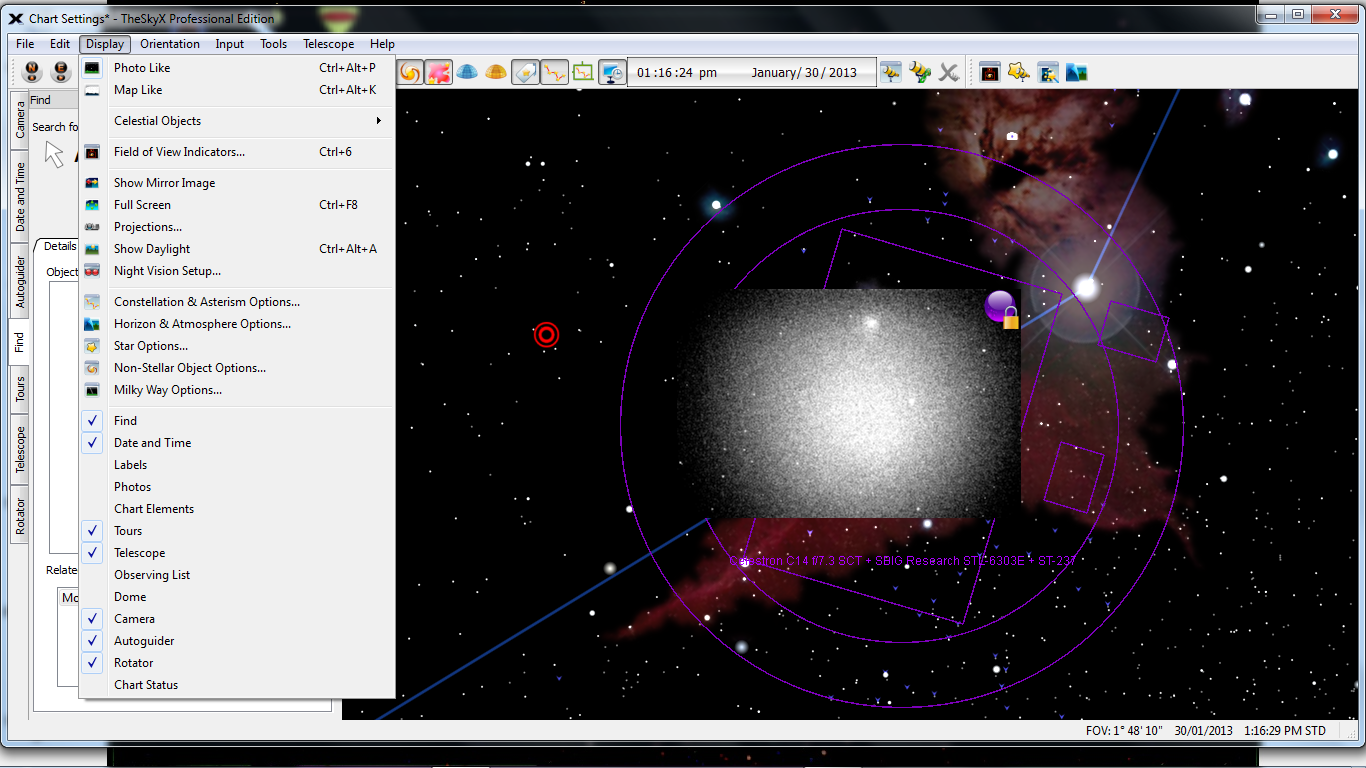 Chart Settings* - TheSkyX Professional Edition
File Edit Display Orientation Input Tools Telescope Help
N E
01 :16 :24 pm January/ 30 / 2013
Find
Search fo
Camera
Date and Time
Autoguider
Find
Tours
Telescope
Rotator
Details
Object
Relate
Mo
Photo Like Ctrl+Alt+P
Map Like Ctrl+Alt+K
Celestial Objects
Field of View Indicators... Ctrl+6
Show Mirror Image
Full Screen Ctrl+F8
Projections...
Show Daylight Ctrl+Alt+A
Night Vision Setup...
Constellation & Asterism Options...
Horizon & Atmosphere Options...
Star Options...
Non-Stellar Object Options...
Milky Way Options...
Find
Date and Time
Labels
Photos
Chart Elements
Tours
Telescope
Observing List
Dome
Camera
Autoguider
Rotator
Chart Status
Celestron C14 f/7.3 SCT + SBIG Research STL-6303E + ST-237
FOV: 1° 48' 10" 30/01/2013 1:16:29 PM STD